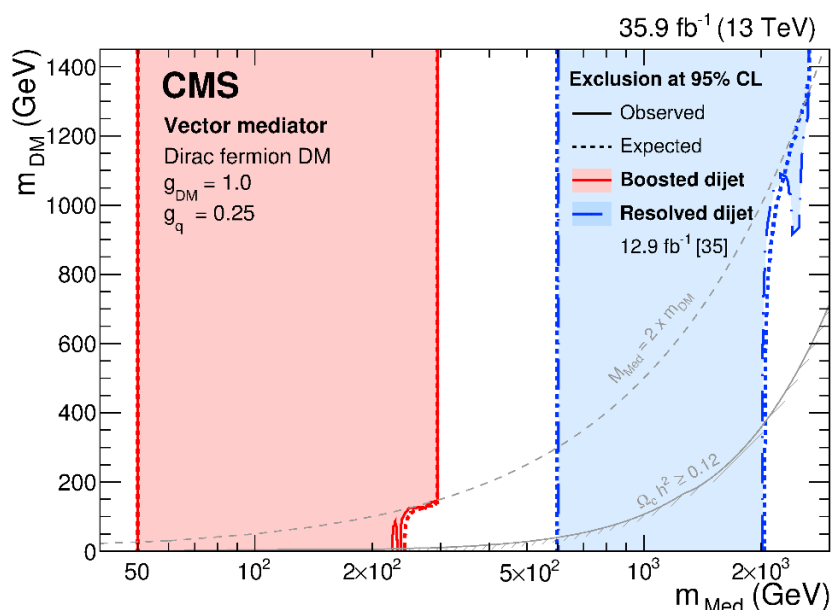 35.9 fb⁻¹ (13 TeV)
CMS
Vector mediator
Dirac fermion DM
g_DM = 1.0
g_q = 0.25
Exclusion at 95% CL
Observed
Expected
Boosted dijet
Resolved dijet
12.9 fb⁻¹ [35]
M_Med = 2 x m_DM
Ω_c h² ≥ 0.12
m_DM (GeV)
1400
1200
1000
800
600
400
200
0
50 10² 2×10² 5×10² 10³ 2×10³
m_Med (GeV)